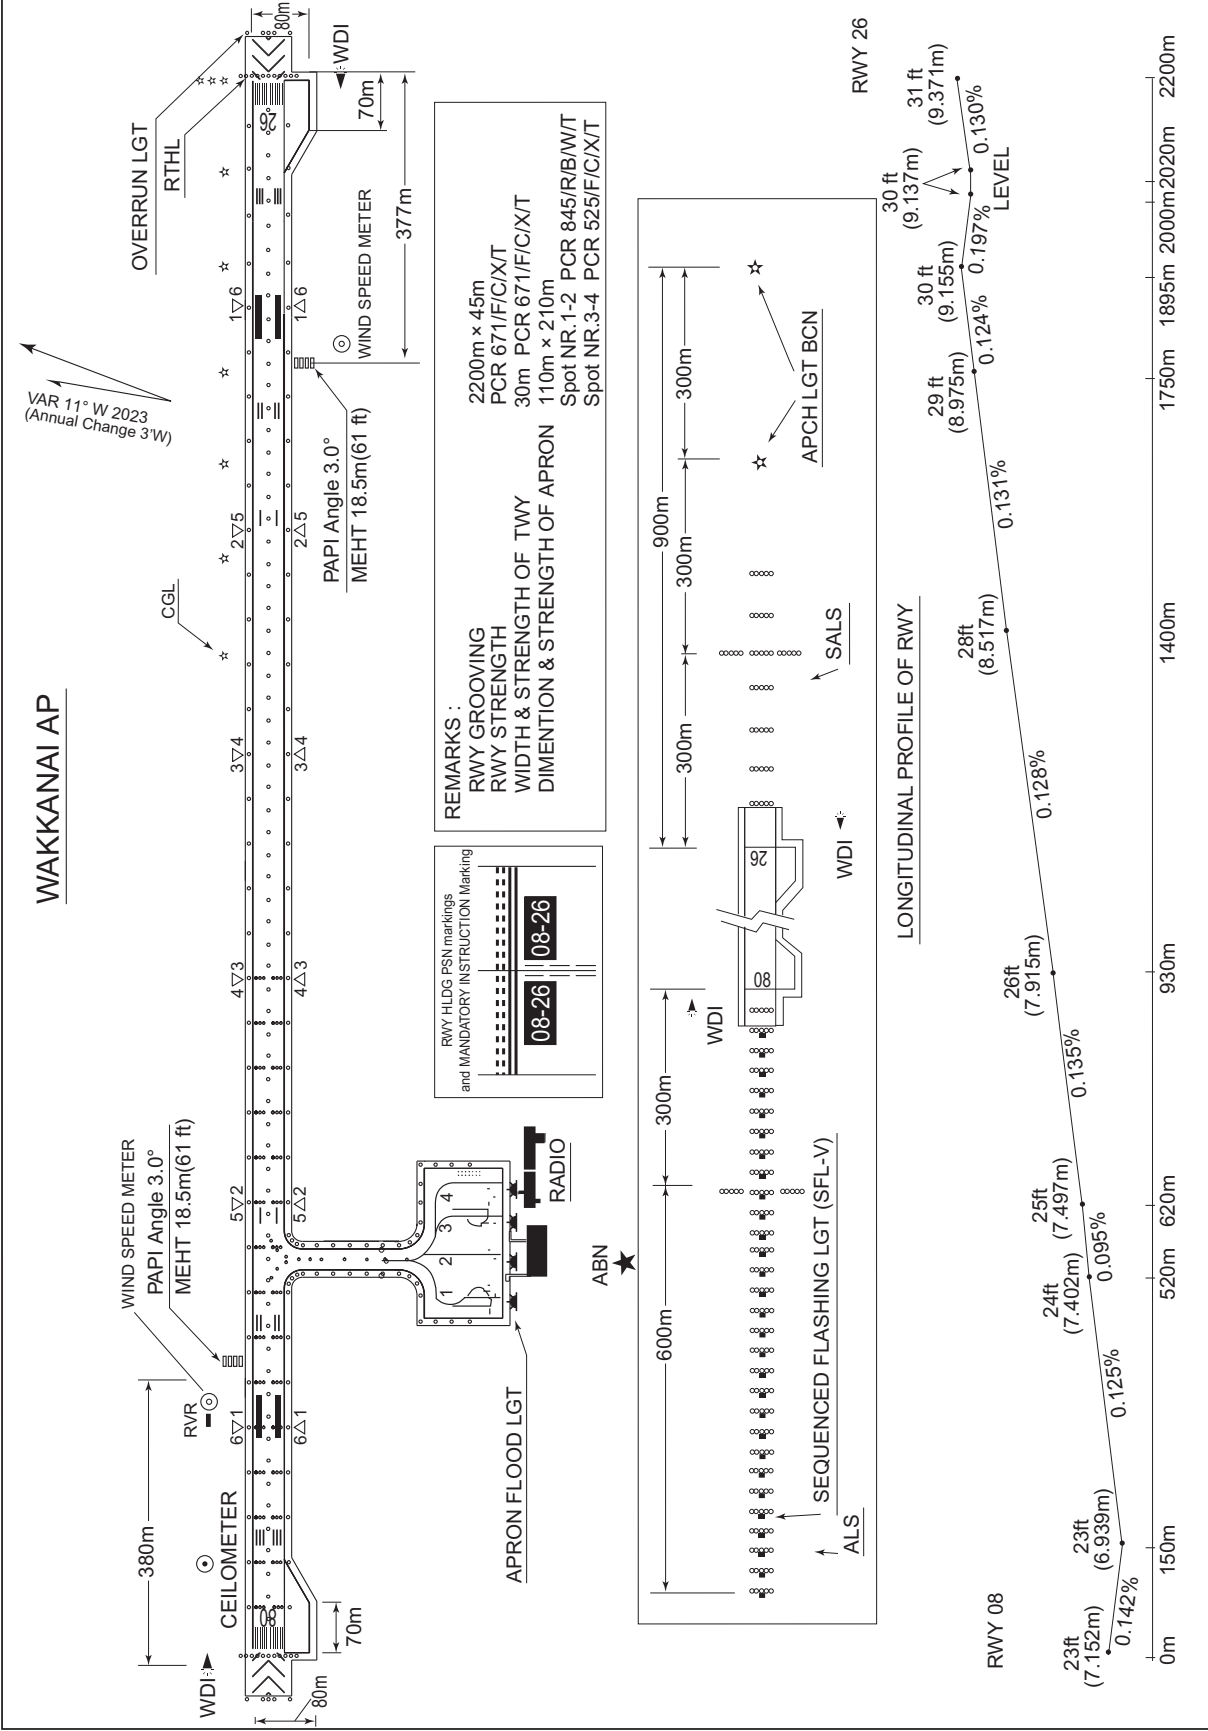 WAKKANAI AP
VAR 11° W 2023
(Annual Change 3'W)
OVERRUN LGT
RTHL
CGL
WIND SPEED METER
PAPI Angle 3.0°
MEHT 18.5m(61 ft)
RVR
CEILOMETER
380m
WDI
80m
WDI
80m
6▽1
5▽2
4▽3
3▽4
2▽5
1▽6
08
26
6△1
5△2
4△3
3△4
2△5
1△6
70m
70m
377m
WIND SPEED METER
PAPI Angle 3.0°
MEHT 18.5m(61 ft)
1
2
3
4
APRON FLOOD LGT
RADIO
ABN
RWY HLDG PSN markings
and MANDATORY INSTRUCTION Marking
08-26
08-26
REMARKS :
RWY GROOVING 2200m × 45m
RWY STRENGTH PCR 671/F/C/X/T
WIDTH & STRENGTH OF TWY 30m PCR 671/F/C/X/T
DIMENTION & STRENGTH OF APRON 110m × 210m
Spot NR.1-2 PCR 845/R/B/W/T
Spot NR.3-4 PCR 525/F/C/X/T
900m
600m
300m
300m
300m
300m
WDI
08
26
APCH LGT BCN
SEQUENCED FLASHING LGT (SFL-V)
ALS
SALS
WDI
LONGITUDINAL PROFILE OF RWY
RWY 08
RWY 26
23ft
(7.152m)
23ft
(6.939m)
24ft
(7.402m)
25ft
(7.497m)
26ft
(7.915m)
28ft
(8.517m)
29 ft
(8.975m)
30 ft
(9.155m)
30 ft
(9.137m)
31 ft
(9.371m)
0.142%
0.125%
0.095%
0.135%
0.128%
0.131%
0.124%
0.197%
LEVEL
0.130%
0m
150m
520m
620m
930m
1400m
1750m
1895m
2000m
2020m
2200m